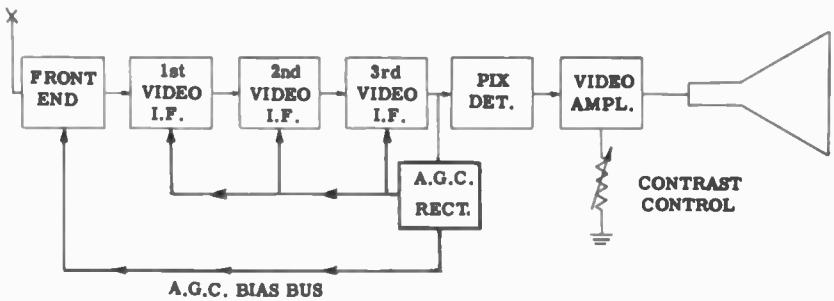 FRONT
END
1st
VIDEO
I.F.
2nd
VIDEO
I.F.
3rd
VIDEO
I.F.
PIX
DET.
VIDEO
AMPL.
A.G.C.
RECT.
CONTRAST
CONTROL
A.G.C. BIAS BUS